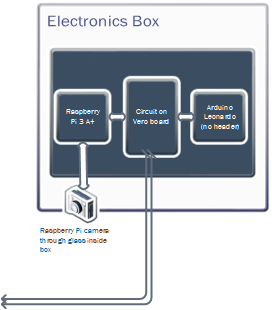 Electronics Box
Raspberry
Pi 3 A+
Circuit on
Vero board
Arduino
Leonardo
(no header)
Raspberry Pi camera
through glass inside
box